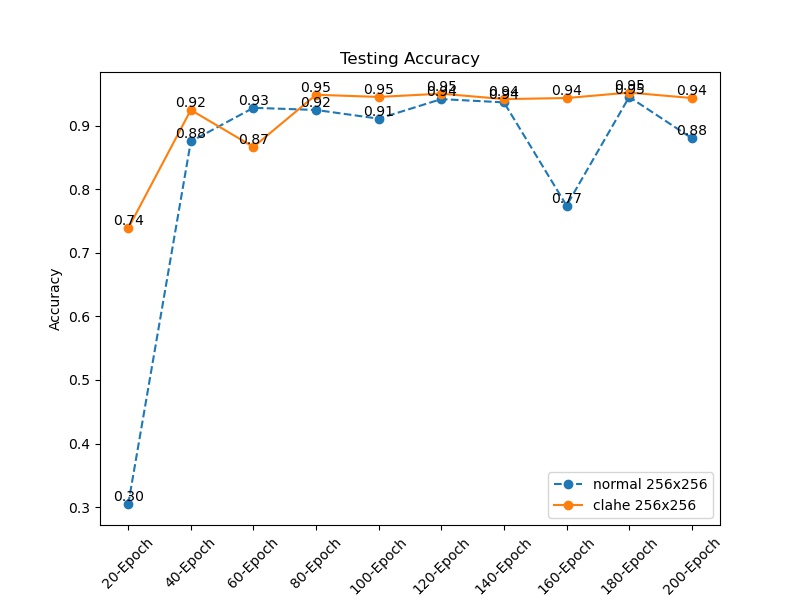 Testing Accuracy
Accuracy
0.9
0.8
0.7
0.6
0.5
0.4
0.3
0.74
0.92
0.87
0.95
0.95
0.95
0.94
0.94
0.95
0.94
0.30
0.88
0.93
0.92
0.91
0.94
0.94
0.77
0.95
0.88
normal 256x256
clahe 256x256
20-Epoch
40-Epoch
60-Epoch
80-Epoch
100-Epoch
120-Epoch
140-Epoch
160-Epoch
180-Epoch
200-Epoch